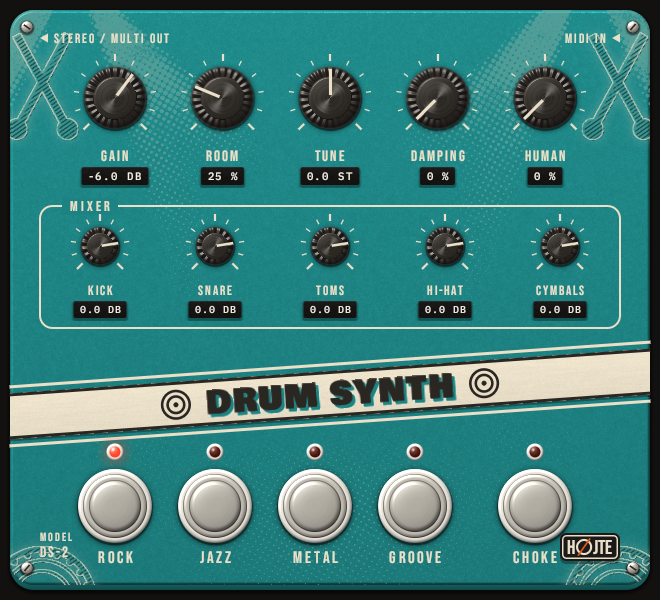 STEREO / MULTI OUT
MIDI IN
GAIN ROOM TUNE DAMPING HUMAN
-6.0 DB 25 % 0.0 ST 0 % 0 %
MIXER
KICK SNARE TOMS HI-HAT CYMBALS
0.0 DB 0.0 DB 0.0 DB 0.0 DB 0.0 DB
DRUM SYNTH
MODEL
DS-2
ROCK JAZZ METAL GROOVE CHOKE
HØJTE